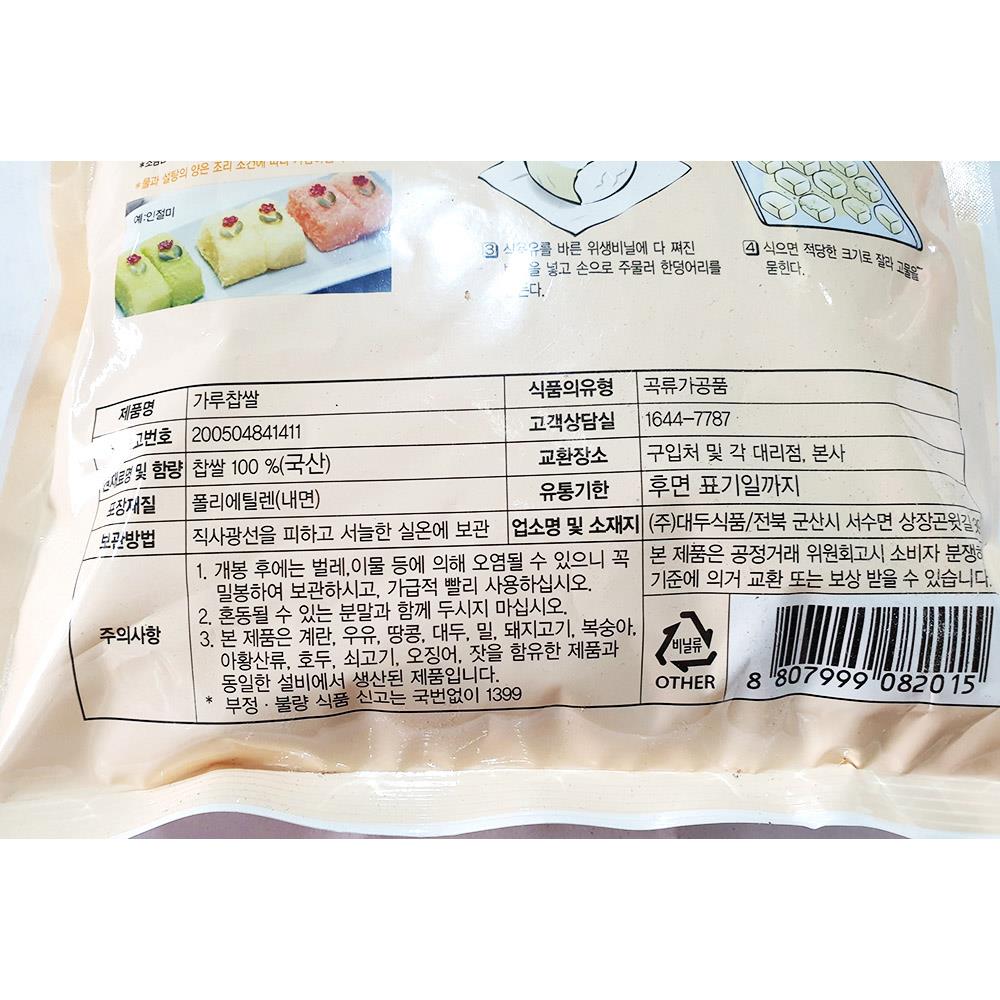 *물과 설탕의 양은 조리 조건에 따라
예:인절미
3 식용유를 바른 위생비닐에 다 쪄진
넣고 손으로 주물러 한덩어리를
4 식으면 적당한 크기로 잘라 고물을
묻힌다.
제품명 가루찹쌀 식품의유형 곡류가공품
고번호 200504841411 고객상담실 1644-7787
및 함량 찹쌀 100 %(국산) 교환장소 구입처 및 각 대리점, 본사
포장재질 폴리에틸렌(내면) 유통기한 후면 표기일까지
보관방법 직사광선을 피하고 서늘한 실온에 보관 업소명 및 소재지 (주)대두식품/전북 군산시 서수면 상장곤윗길
주의사항
1. 개봉 후에는 벌레,이물 등에 의해 오염될 수 있으니 꼭
밀봉하여 보관하시고, 가급적 빨리 사용하십시오.
2. 혼동될 수 있는 분말과 함께 두시지 마십시오.
3. 본 제품은 계란, 우유, 땅콩, 대두, 밀, 돼지고기, 복숭아,
아황산류, 호두, 쇠고기, 오징어, 잣을 함유한 제품과
동일한 설비에서 생산된 제품입니다.
* 부정·불량 식품 신고는 국번없이 1399
본 제품은 공정거래 위원회고시 소비자 분쟁해
기준에 의거 교환 또는 보상 받을 수 있습니다.
비닐류
OTHER
8 807999 082015